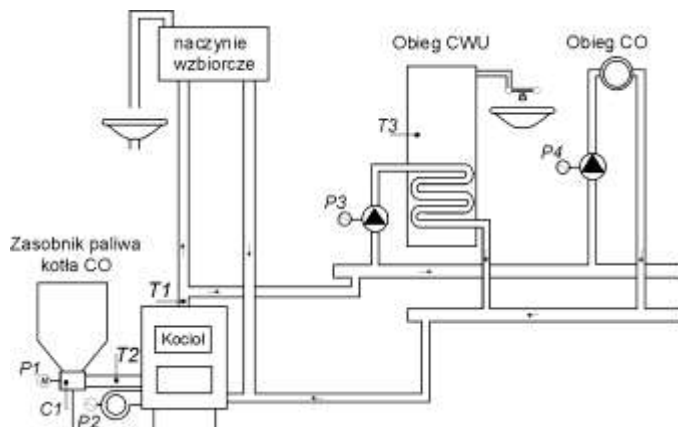 naczynie
wzbiorcze
Obieg CWU
Obieg CO
T3
P4
P3
Zasobnik paliwa
kotła CO
T1
Kocioł
T2
P1
M
C1
P2